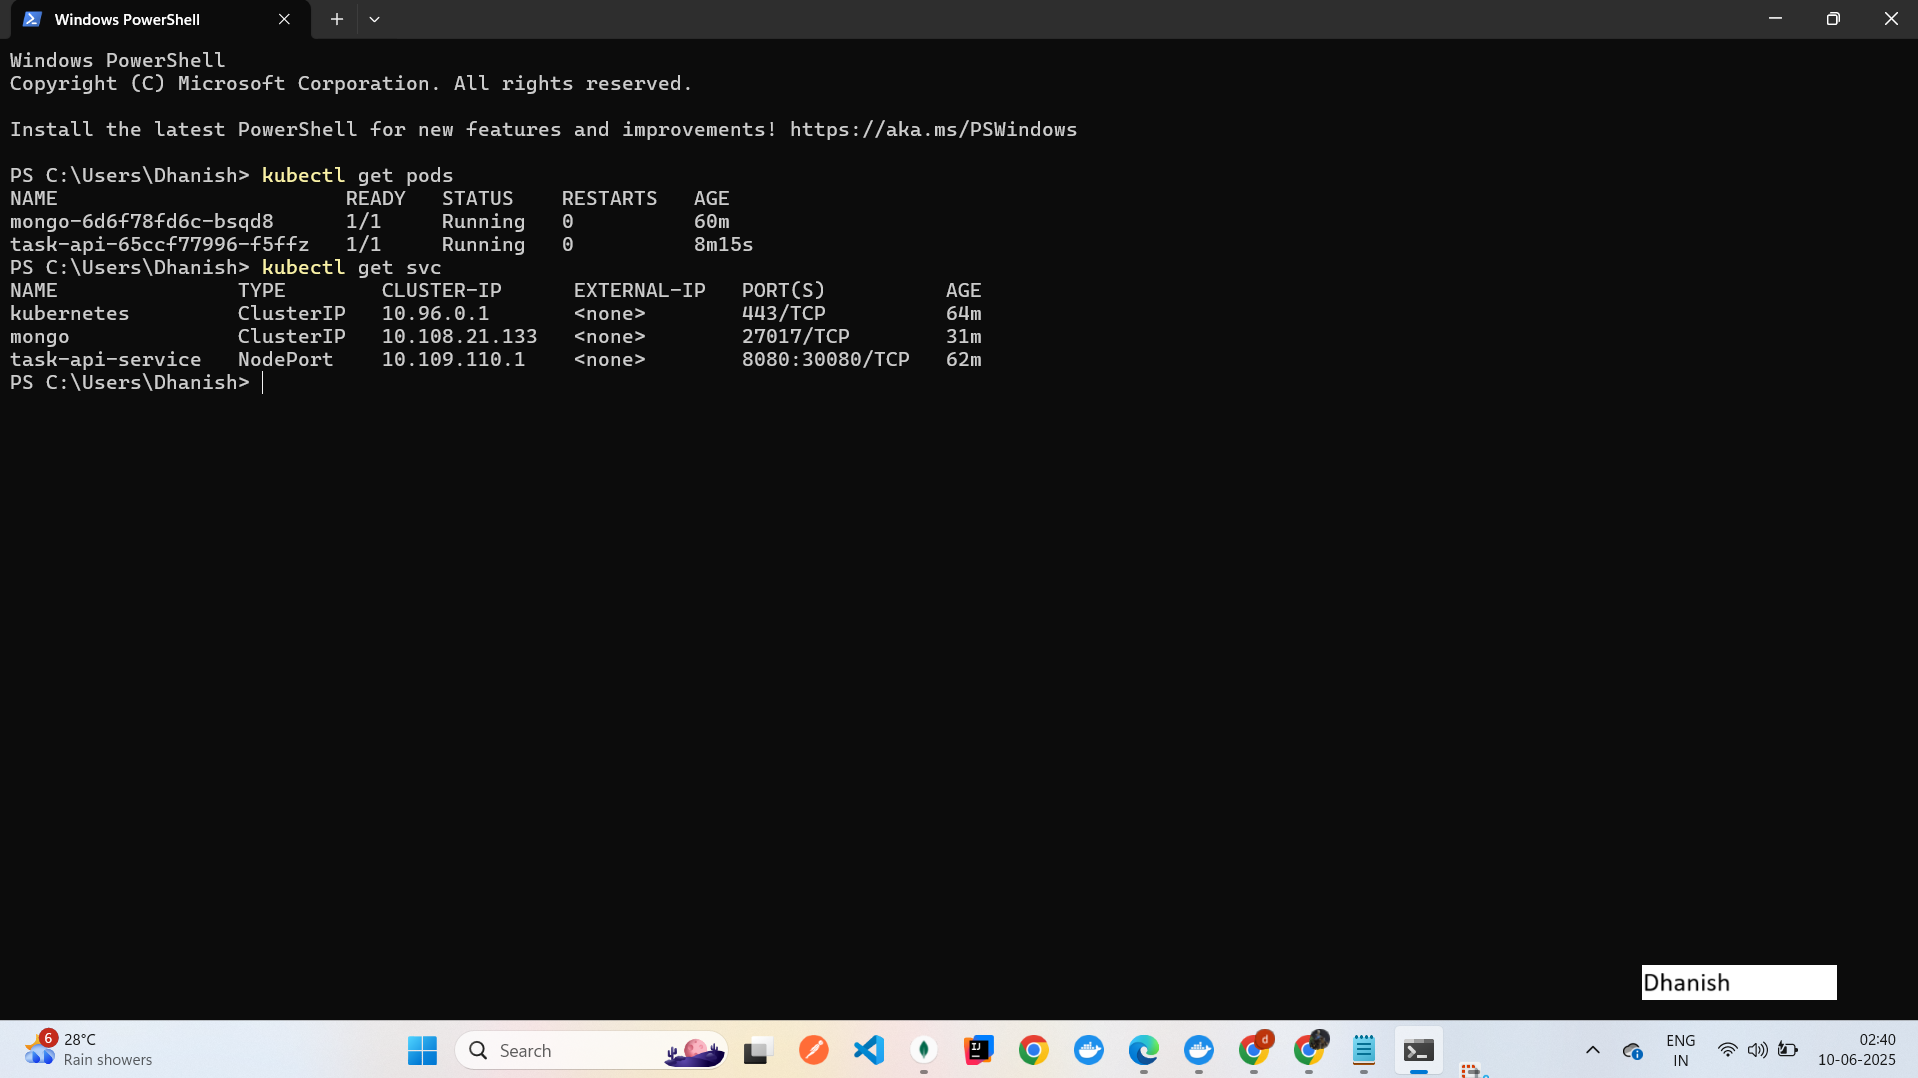 Windows PowerShell
Windows PowerShell
Copyright (C) Microsoft Corporation. All rights reserved.
Install the latest PowerShell for new features and improvements! https://aka.ms/PSWindows
PS C:\Users\Dhanish> kubectl get pods
NAME READY STATUS RESTARTS AGE
mongo-6d6f78fd6c-bsqd8 1/1 Running 0 60m
task-api-65ccf77996-f5ffz 1/1 Running 0 8m15s
PS C:\Users\Dhanish> kubectl get svc
NAME TYPE CLUSTER-IP EXTERNAL-IP PORT(S) AGE
kubernetes ClusterIP 10.96.0.1 <none> 443/TCP 64m
mongo ClusterIP 10.108.21.133 <none> 27017/TCP 31m
task-api-service NodePort 10.109.110.1 <none> 8080:30080/TCP 62m
PS C:\Users\Dhanish>
Dhanish
6 28°C
Rain showers
Search
IJ
d
ENG
IN
02:40
10-06-2025